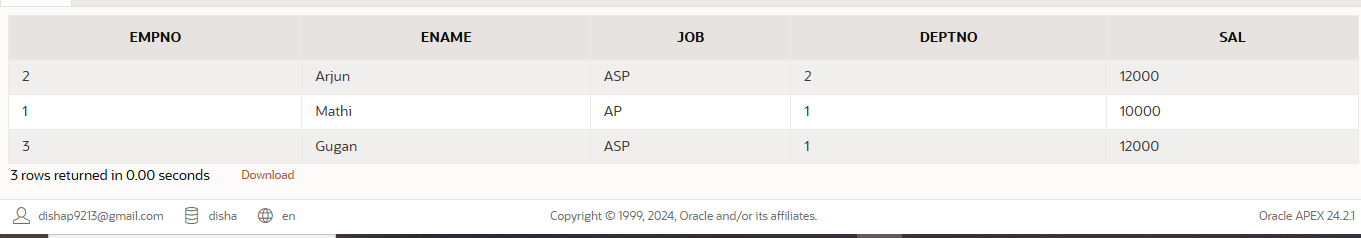 EMPNO ENAME JOB DEPTNO SAL
2 Arjun ASP 2 12000
1 Mathi AP 1 10000
3 Gugan ASP 1 12000
3 rows returned in 0.00 seconds Download
dishap9213@gmail.com disha en Copyright © 1999, 2024, Oracle and/or its affiliates. Oracle APEX 24.2.1